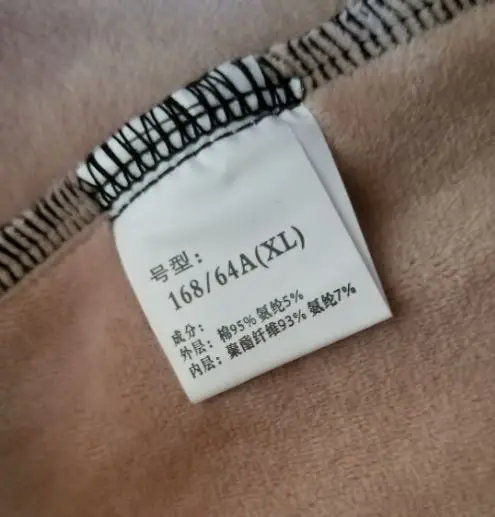 号型：
168/64A(XL)
成分：
外层：棉95% 氨纶5%
内层：聚酯纤维93% 氨纶7%